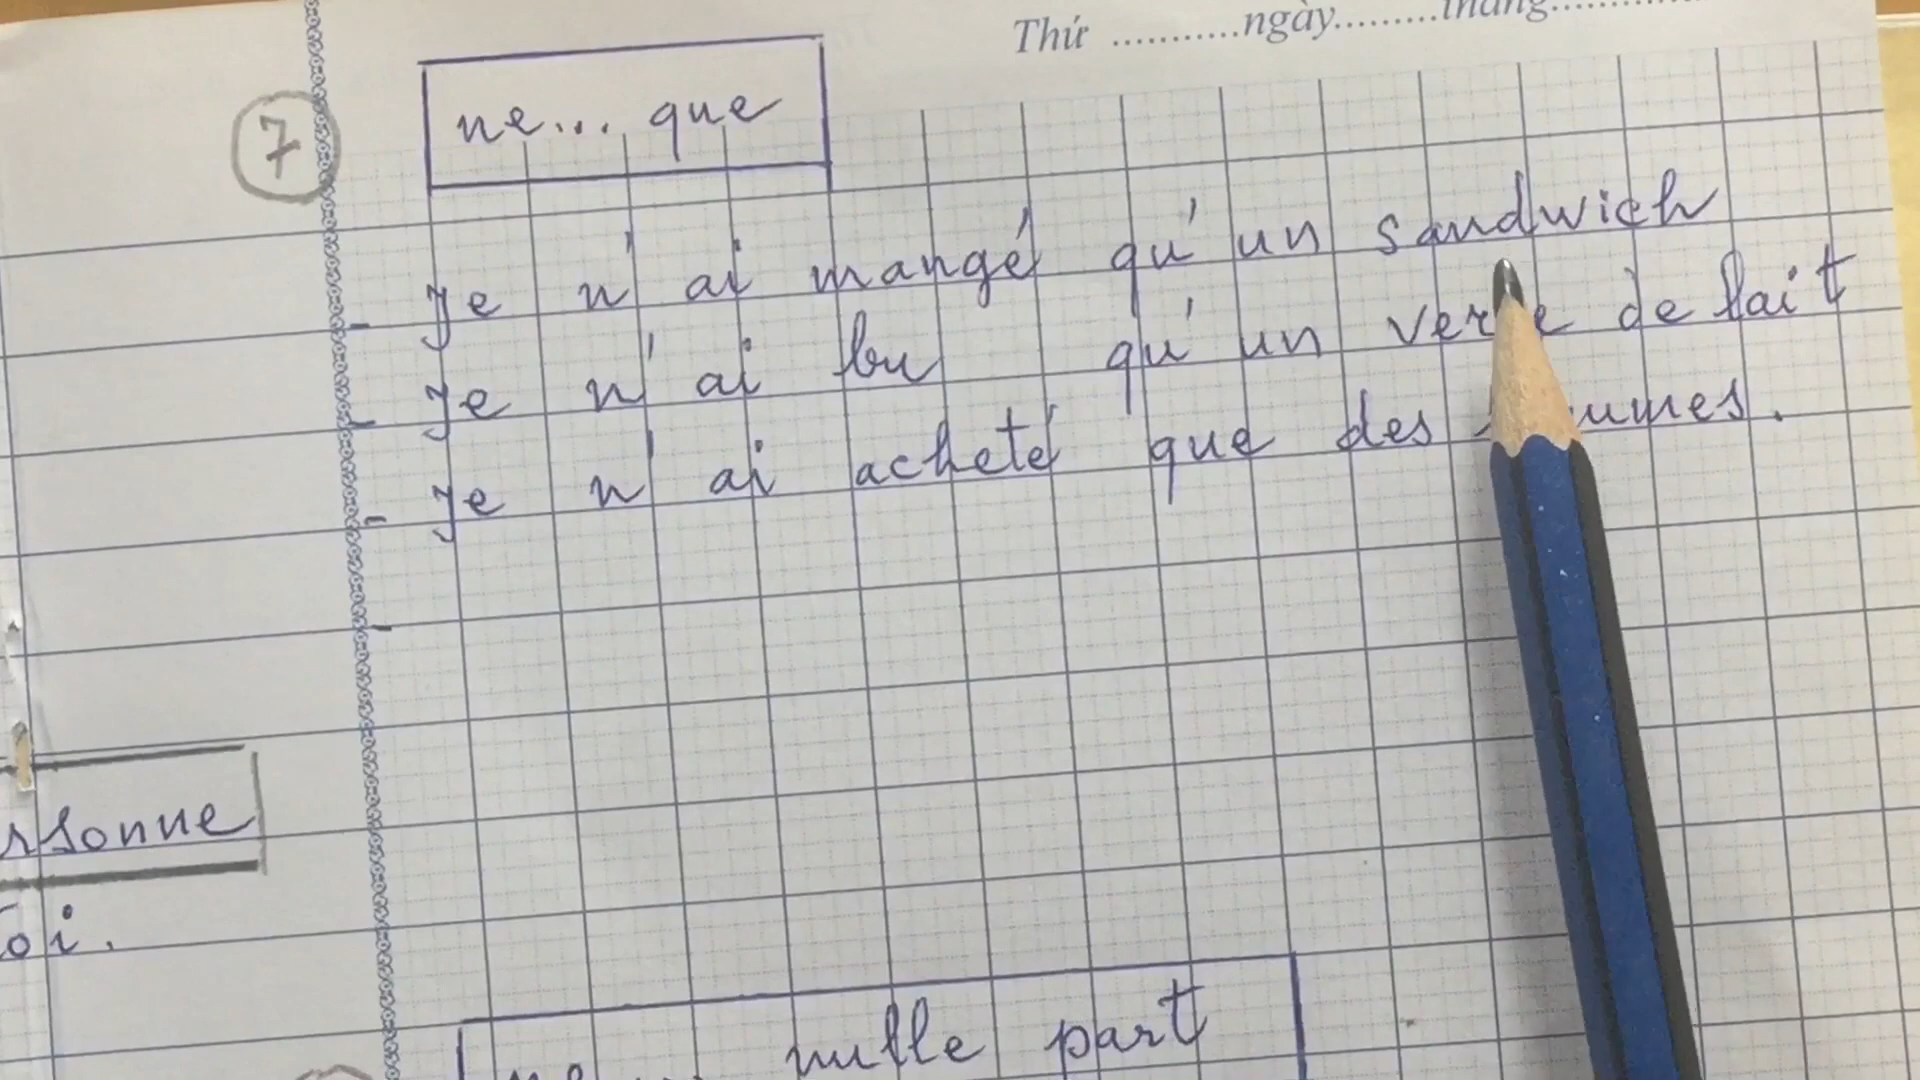 Thứ ...........ngày.........tháng............
7
ne... que
Je n'ai mangé qu'un sandwich
Je n'ai bu qu'un verre de lait
Je n'ai acheté que des
rsonne
oi.
nulle part